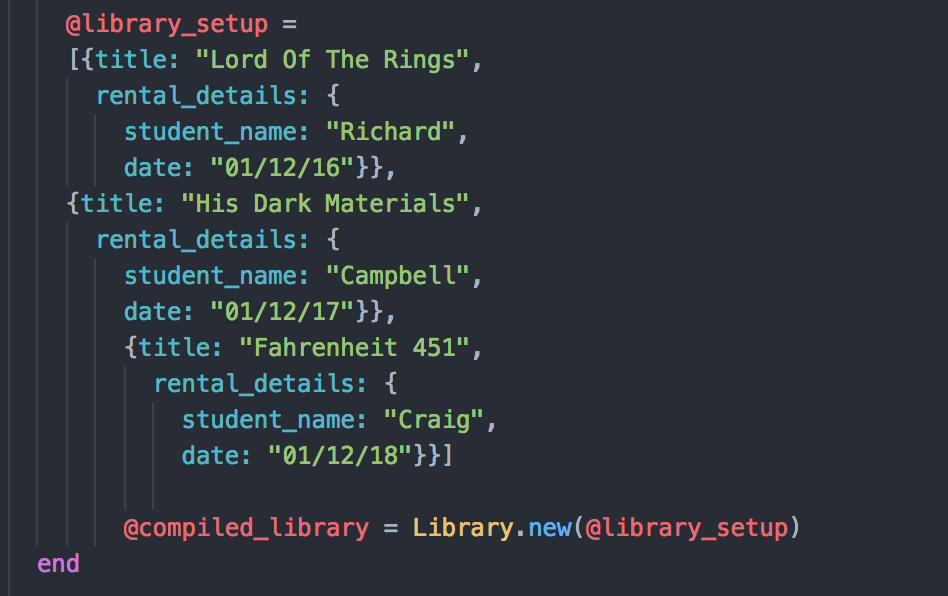 @library_setup =
[{title: "Lord Of The Rings",
rental_details: {
student_name: "Richard",
date: "01/12/16"}},
{title: "His Dark Materials",
rental_details: {
student_name: "Campbell",
date: "01/12/17"}},
{title: "Fahrenheit 451",
rental_details: {
student_name: "Craig",
date: "01/12/18"}}]
@compiled_library = Library.new(@library_setup)
end